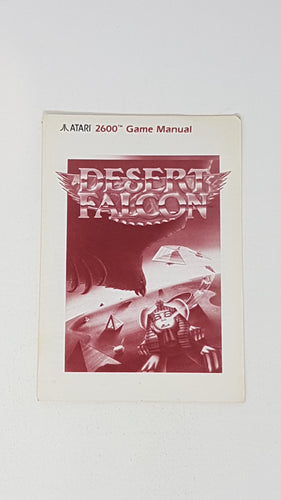 ATARI 2600™ Game Manual
DESERT
FALCON